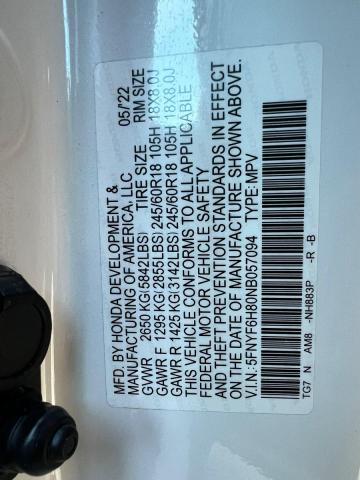 MFD. BY HONDA DEVELOPMENT &
MANUFACTURING OF AMERICA, LLC 05/22
GVWR 2650 KG(5842LBS) TIRE SIZE RIM SIZE
GAWR F 1295 KG(2855LBS) 245/60R18 105H 18X8.0J
GAWR R 1425 KG(3142LBS) 245/60R18 105H 18X8.0J
THIS VEHICLE CONFORMS TO ALL APPLICABLE
FEDERAL MOTOR VEHICLE SAFETY
AND THEFT PREVENTION STANDARDS IN EFFECT
ON THE DATE OF MANUFACTURE SHOWN ABOVE.
V.I.N.:5FNYF6H80NB057094 TYPE:MPV
TG7 N AM8 -NH883P -R -B